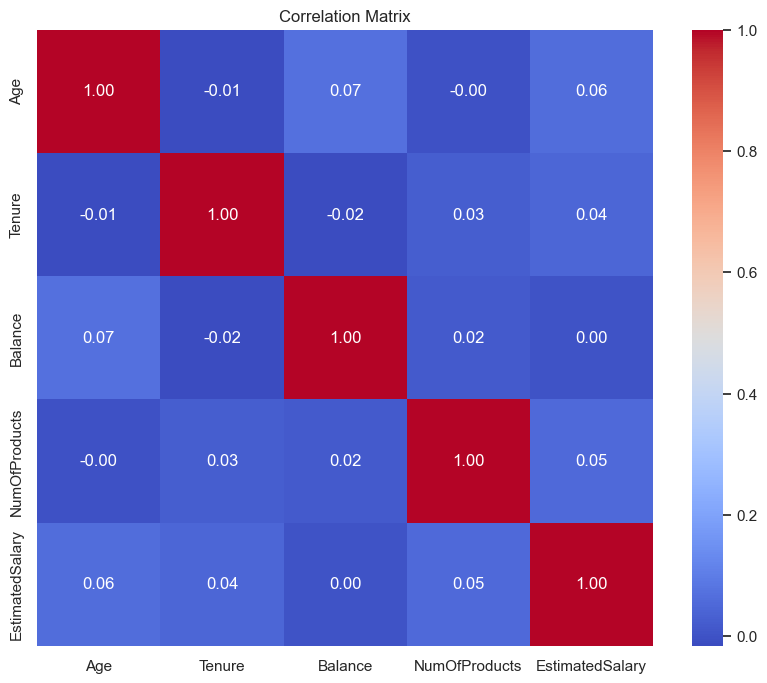 Correlation Matrix
Age 1.00 -0.01 0.07 -0.00 0.06
Tenure -0.01 1.00 -0.02 0.03 0.04
Balance 0.07 -0.02 1.00 0.02 0.00
NumOfProducts -0.00 0.03 0.02 1.00 0.05
EstimatedSalary 0.06 0.04 0.00 0.05 1.00
Age Tenure Balance NumOfProducts EstimatedSalary
1.0
0.8
0.6
0.4
0.2
0.0